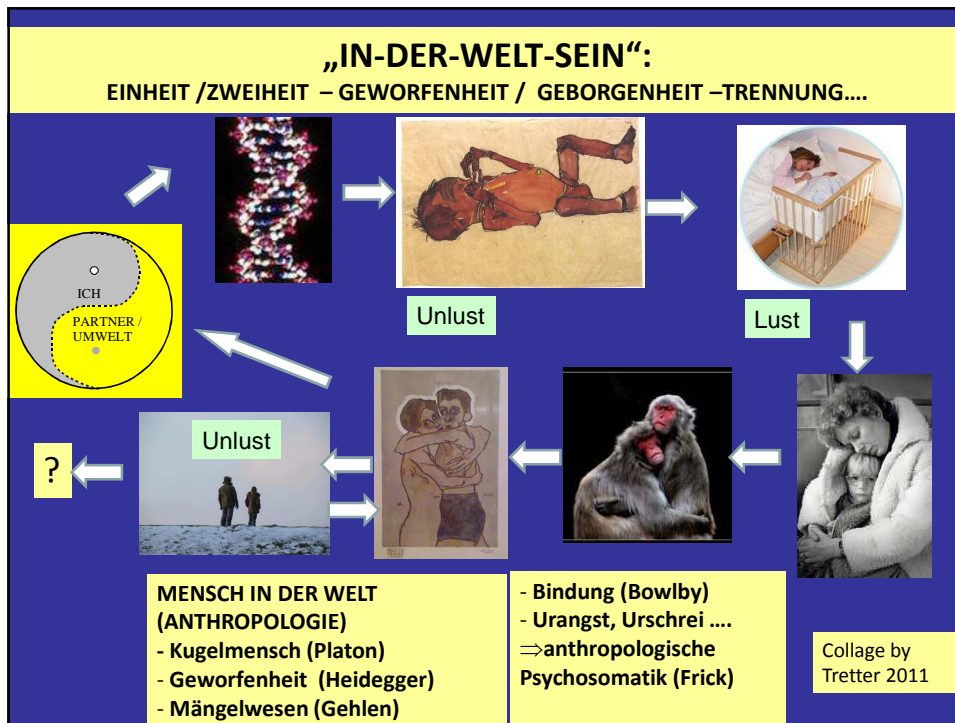 „IN-DER-WELT-SEIN“:
EINHEIT /ZWEIHEIT – GEWORFENHEIT / GEBORGENHEIT –TRENNUNG....
ICH
PARTNER /
UMWELT
Unlust
Lust
Unlust
?
MENSCH IN DER WELT
(ANTHROPOLOGIE)
- Kugelmensch (Platon)
- Geworfenheit (Heidegger)
- Mängelwesen (Gehlen)
- Bindung (Bowlby)
- Urangst, Urschrei ....
⇒anthropologische
Psychosomatik (Frick)
Collage by
Tretter 2011